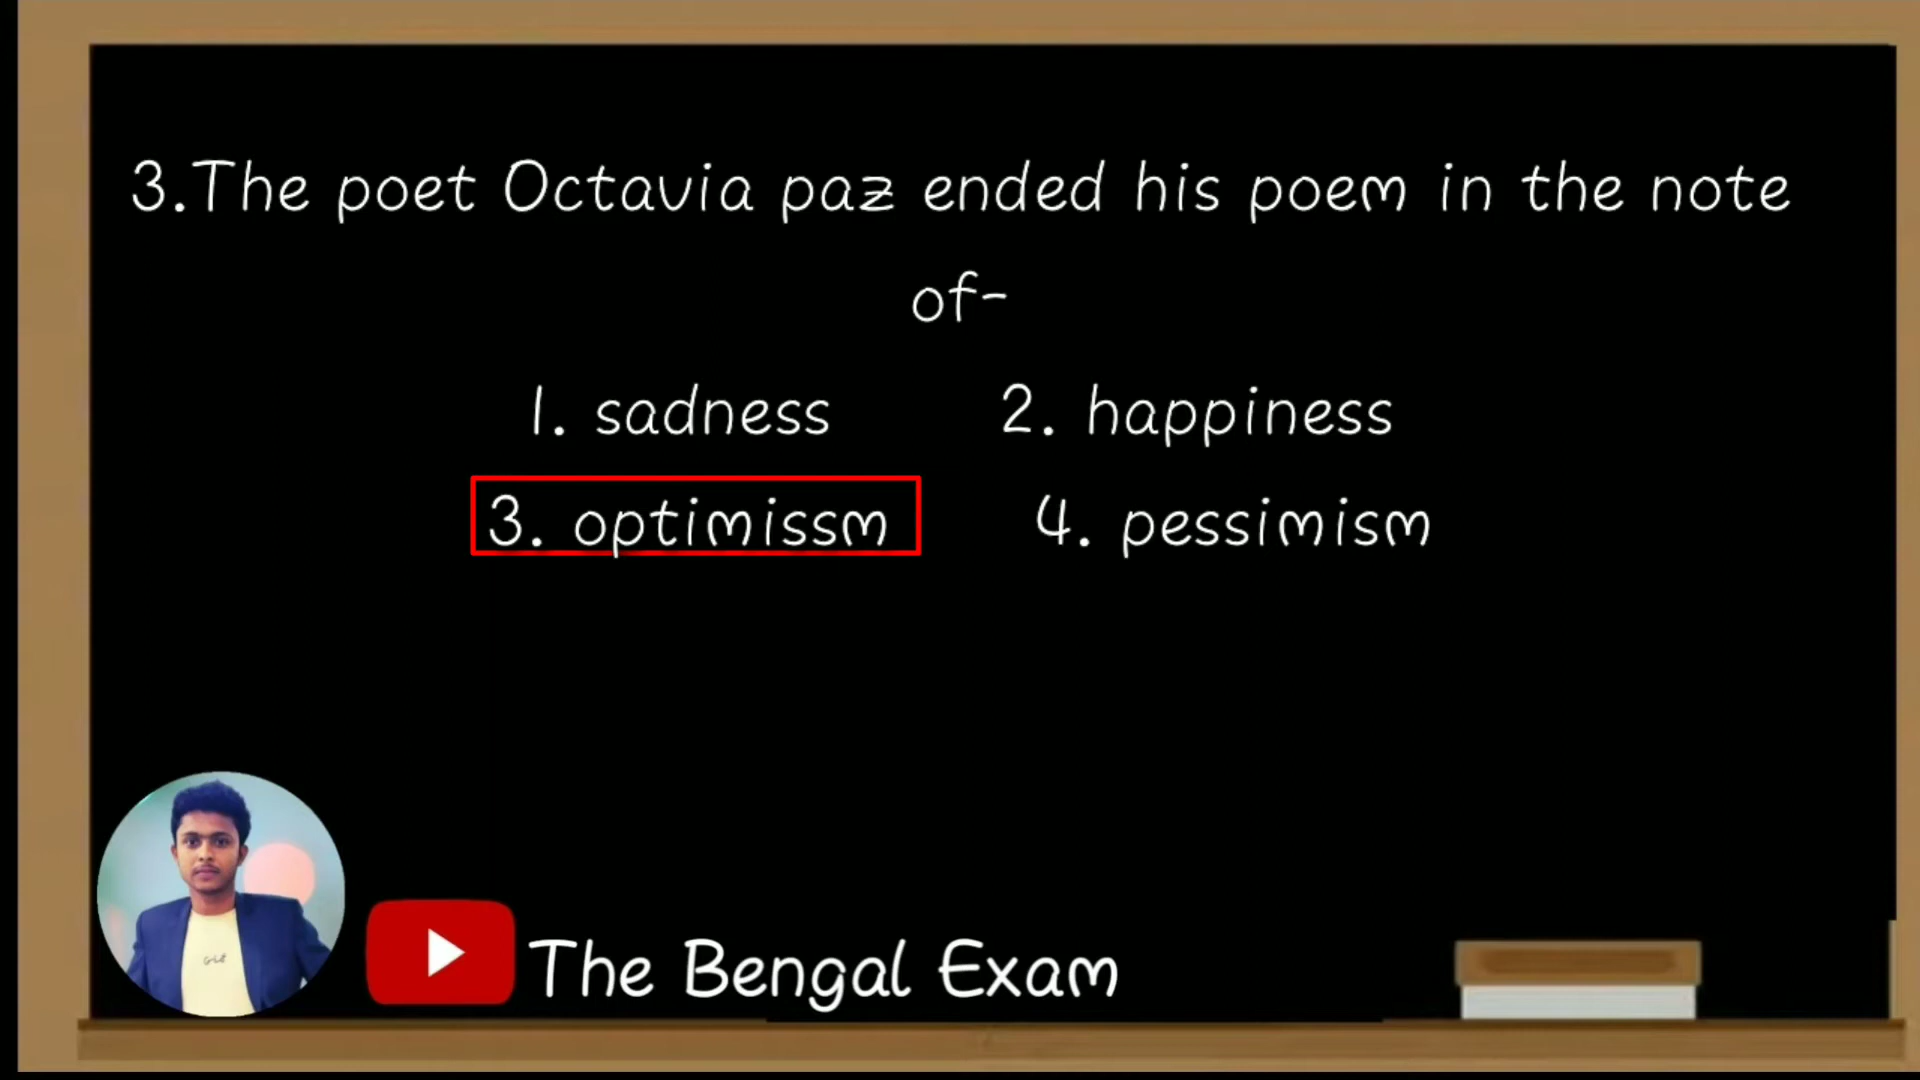 3.The poet Octavia paz ended his poem in the note
of-
1. sadness 2. happiness
3. optimissm 4. pessimism
The Bengal Exam